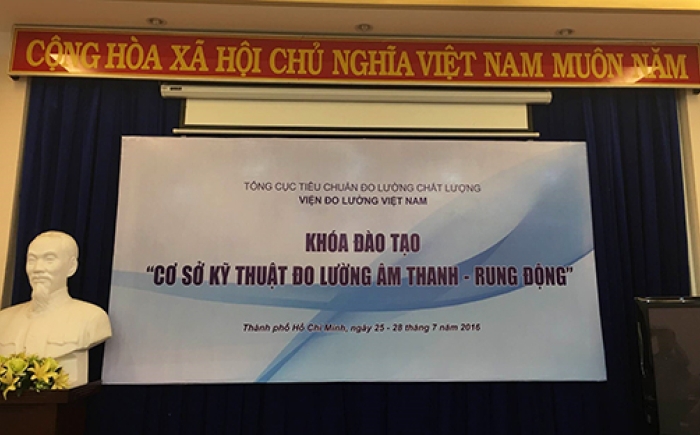 CỘNG HÒA XÃ HỘI CHỦ NGHĨA VIỆT NAM MUÔN NĂM
TỔNG CỤC TIÊU CHUẨN ĐO LƯỜNG CHẤT LƯỢNG
VIỆN ĐO LƯỜNG VIỆT NAM
KHÓA ĐÀO TẠO
“CƠ SỞ KỸ THUẬT ĐO LƯỜNG ÂM THANH - RUNG ĐỘNG”
Thành phố Hồ Chí Minh, ngày 25 - 28 tháng 7 năm 2016